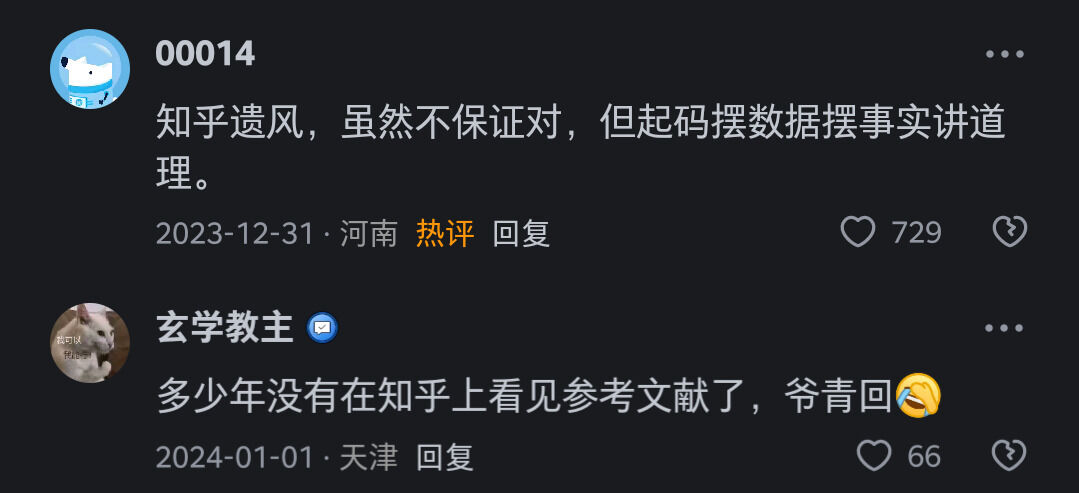 00014
知乎遗风，虽然不保证对，但起码摆数据摆事实讲道
理。
2023-12-31 · 河南 热评 回复 729
玄学教主
多少年没有在知乎上看见参考文献了，爷青回🤣
2024-01-01 · 天津 回复 66
我可以